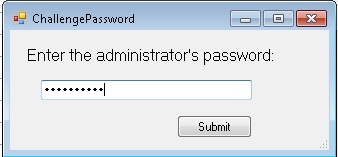 ChallengePassword
Enter the administrator's password:
••••••••••
Submit